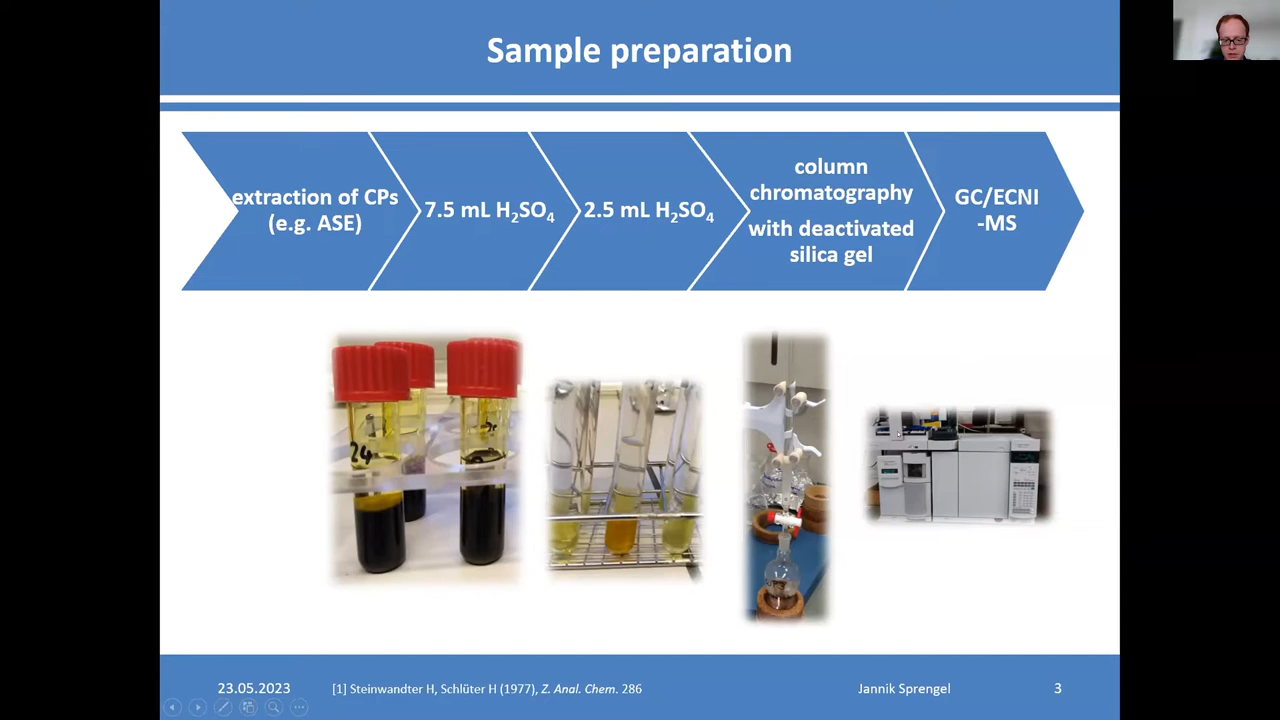 Sample preparation
extraction of CPs
(e.g. ASE)
7.5 mL H₂SO₄
2.5 mL H₂SO₄
column
chromatography
with deactivated
silica gel
GC/ECNI
-MS
24
23.05.2023
[1] Steinwandter H, Schlüter H (1977), Z. Anal. Chem. 286
Jannik Sprengel
3